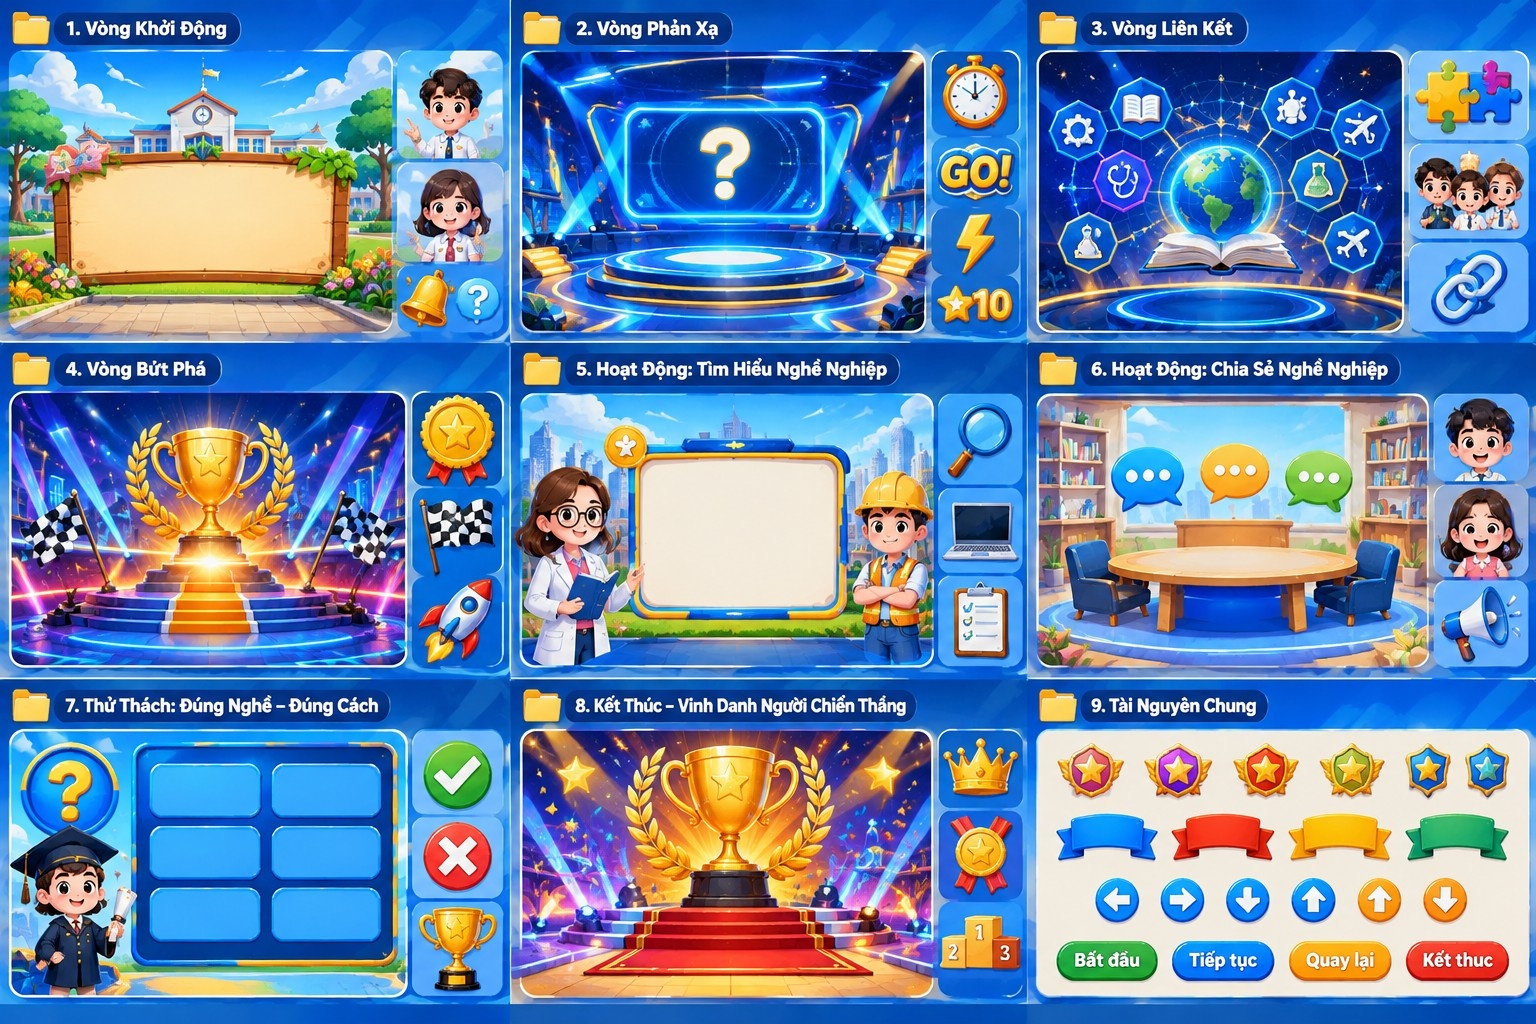 1. Vòng Khởi Động
2. Vòng Phản Xạ
3. Vòng Liên Kết
?
?
GO!
10
4. Vòng Bứt Phá
5. Hoạt Động: Tìm Hiểu Nghề Nghiệp
6. Hoạt Động: Chia Sẻ Nghề Nghiệp
7. Thử Thách: Đúng Nghề – Đúng Cách
8. Kết Thúc – Vinh Danh Người Chiến Thắng
9. Tài Nguyên Chung
?
2 1 3
Bắt đầu
Tiếp tục
Quay lại
Kết thuc